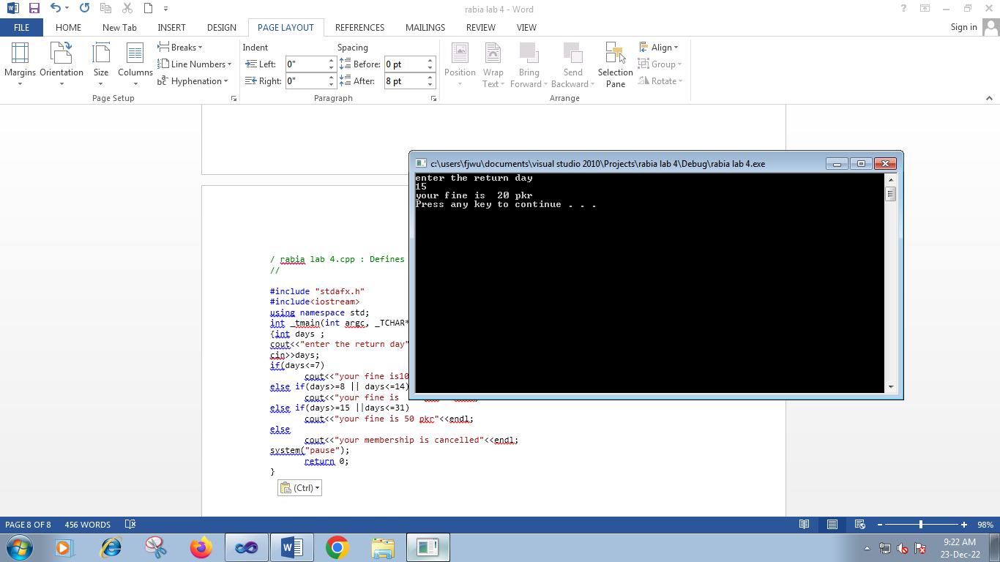 rabia lab 4 - Word
FILE HOME New Tab INSERT DESIGN PAGE LAYOUT REFERENCES MAILINGS REVIEW VIEW Sign in
Margins
Orientation
Size
Columns
Breaks
Line Numbers
Hyphenation
Page Setup
Indent
Left: 0"
Right: 0"
Spacing
Before: 0 pt
After: 8 pt
Paragraph
Position
Wrap
Text
Bring
Forward
Send
Backward
Selection
Pane
Align
Group
Rotate
Arrange
c:\users\fjwu\documents\visual studio 2010\Projects\rabia lab 4\Debug\rabia lab 4.exe
enter the return day
15
your fine is  20 pkr
Press any key to continue . . .
/ rabia lab 4.cpp : Defines
//
#include "stdafx.h"
#include<iostream>
using namespace std;
int _tmain(int argc, _TCHAR*
{int days ;
cout<<"enter the return day"
cin>>days;
if(days<=7)
cout<<"your fine is10
else if(days>=8 || days<=14)
cout<<"your fine is
else if(days>=15 ||days<=31)
cout<<"your fine is 50 pkr"<<endl;
else
cout<<"your membership is cancelled"<<endl;
system("pause");
return 0;
}
(Ctrl)
PAGE 8 OF 8 456 WORDS 98%
9:22 AM
23-Dec-22